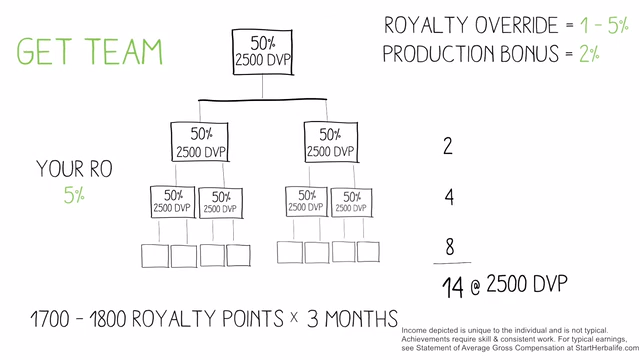 GET TEAM
ROYALTY OVERRIDE = 1 - 5%
PRODUCTION BONUS = 2%
50%
2500 DVP
50%
2500 DVP
50%
2500 DVP
2
YOUR RO
5%
50%
2500 DVP
50%
2500 DVP
50%
2500 DVP
50%
2500 DVP
4
8
14 @ 2500 DVP
1700 - 1800 ROYALTY POINTS x 3 MONTHS
Income depicted is unique to the individual and is not typical.
Achievements require skill & consistent work. For typical earnings,
see Statement of Average Gross Compensation at StartHerbalife.com